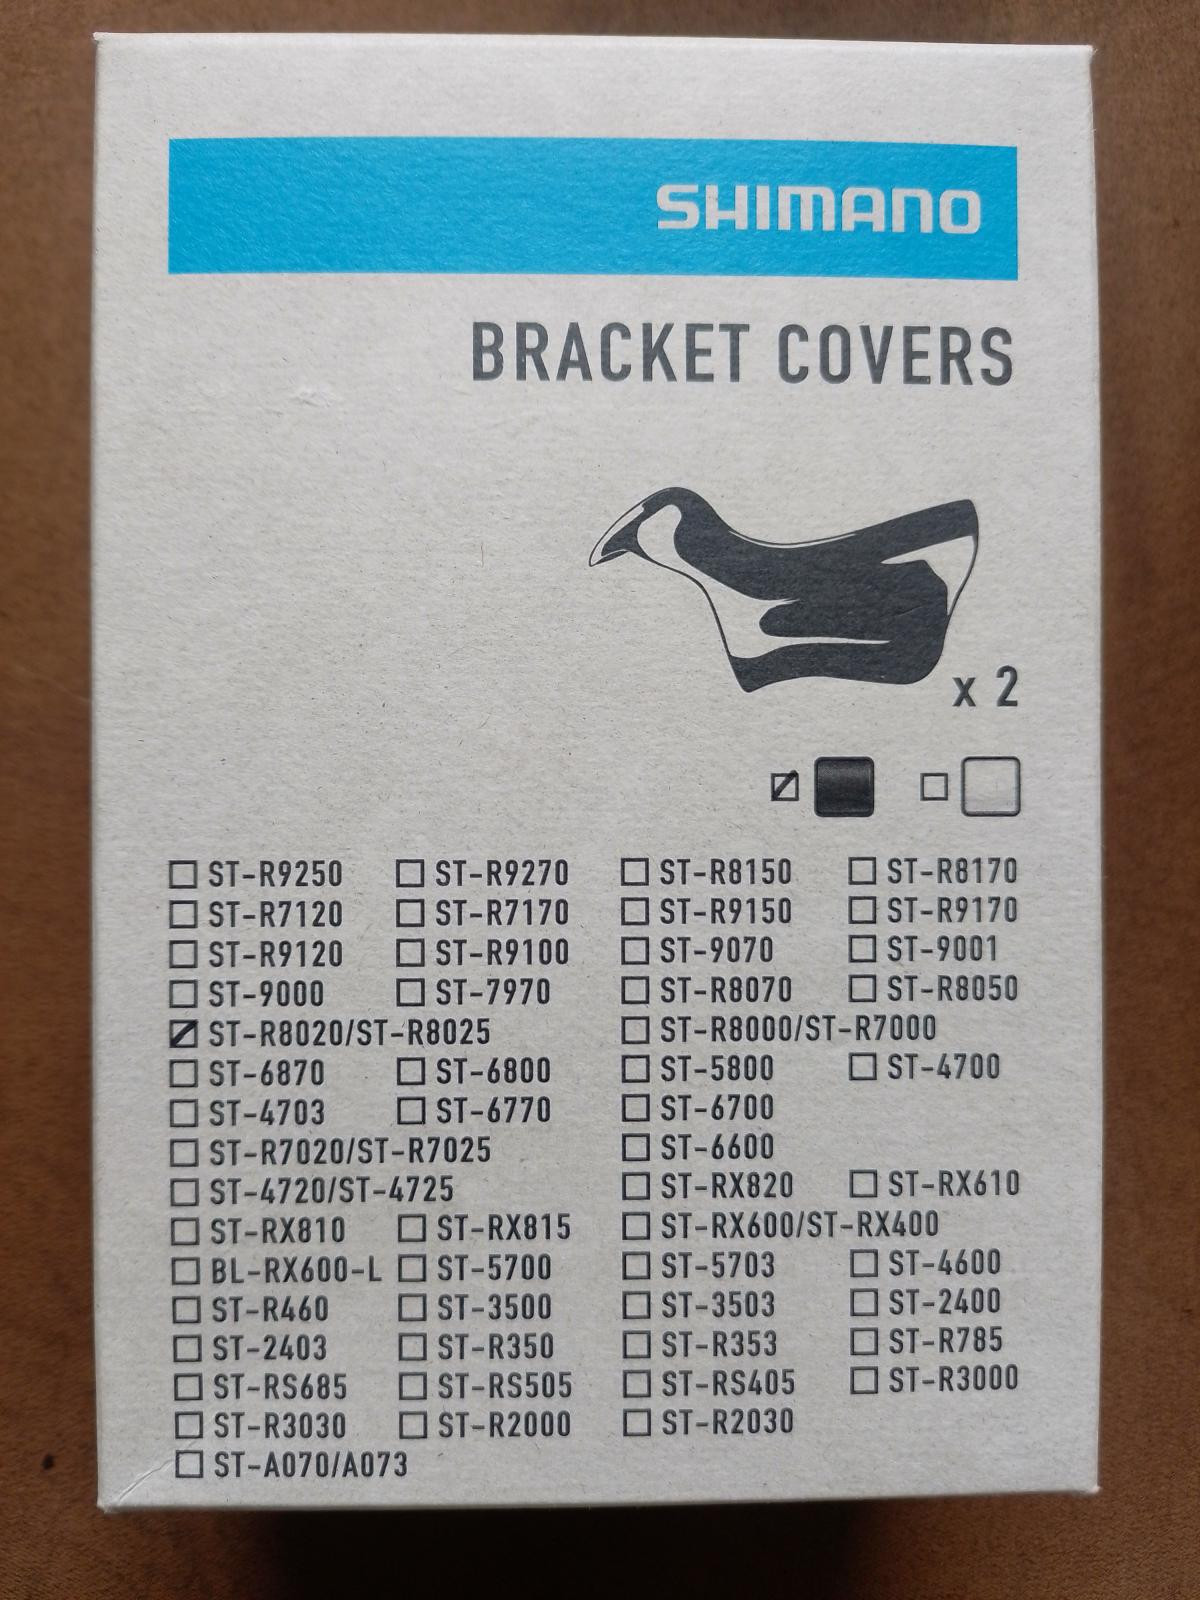 SHIMANO
BRACKET COVERS
x 2
ST-R9250 ST-R9270 ST-R8150 ST-R8170
ST-R7120 ST-R7170 ST-R9150 ST-R9170
ST-R9120 ST-R9100 ST-9070 ST-9001
ST-9000 ST-7970 ST-R8070 ST-R8050
ST-R8020/ST-R8025 ST-R8000/ST-R7000
ST-6870 ST-6800 ST-5800 ST-4700
ST-4703 ST-6770 ST-6700
ST-R7020/ST-R7025 ST-6600
ST-4720/ST-4725 ST-RX820 ST-RX610
ST-RX810 ST-RX815 ST-RX600/ST-RX400
BL-RX600-L ST-5700 ST-5703 ST-4600
ST-R460 ST-3500 ST-3503 ST-2400
ST-2403 ST-R350 ST-R353 ST-R785
ST-RS685 ST-RS505 ST-RS405 ST-R3000
ST-R3030 ST-R2000 ST-R2030
ST-A070/A073